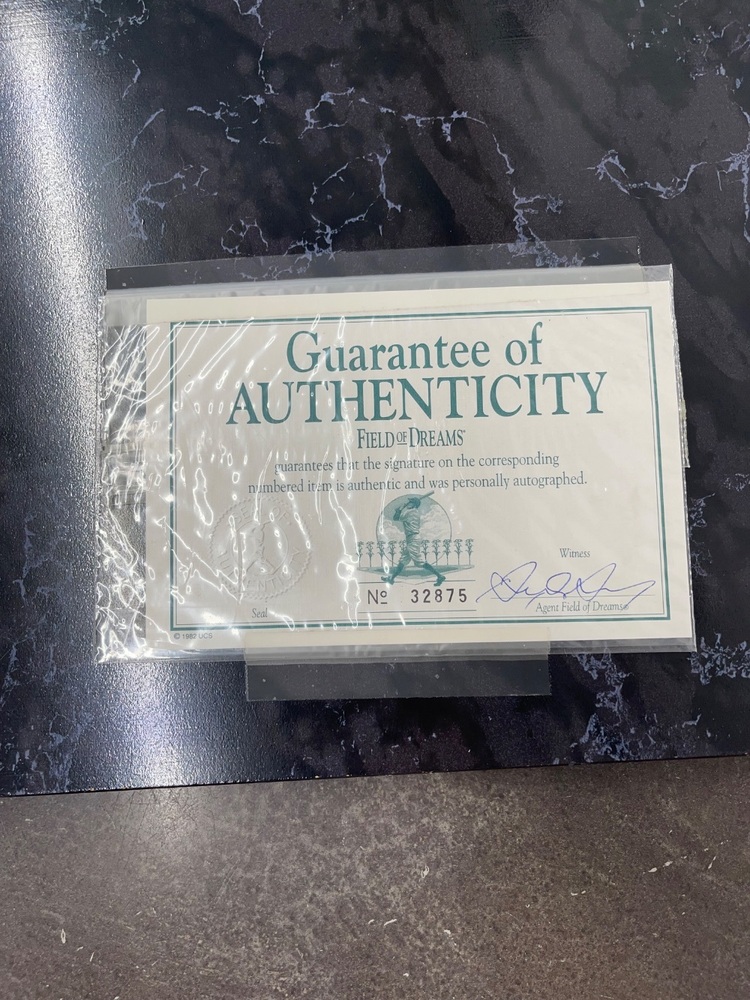 Guarantee of
AUTHENTICITY
FIELD OF DREAMS®
guarantees that the signature on the corresponding
numbered item is authentic and was personally autographed.
Witness
Nº 32875
Seal
Agent Field of Dreams®